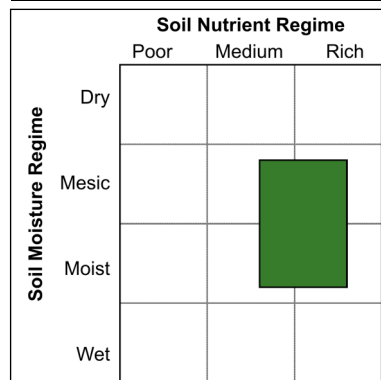 Soil Nutrient Regime
Poor Medium Rich
Soil Moisture Regime
Dry
Mesic
Moist
Wet